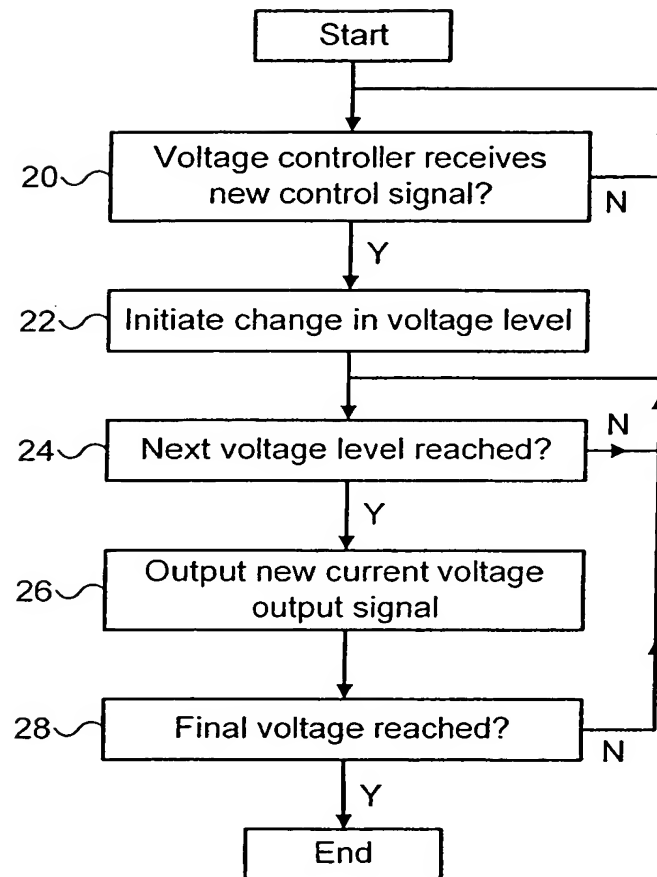 Start
20
Voltage controller receives
new control signal?
N
Y
22
Initiate change in voltage level
24
Next voltage level reached?
N
Y
26
Output new current voltage
output signal
28
Final voltage reached?
N
Y
End